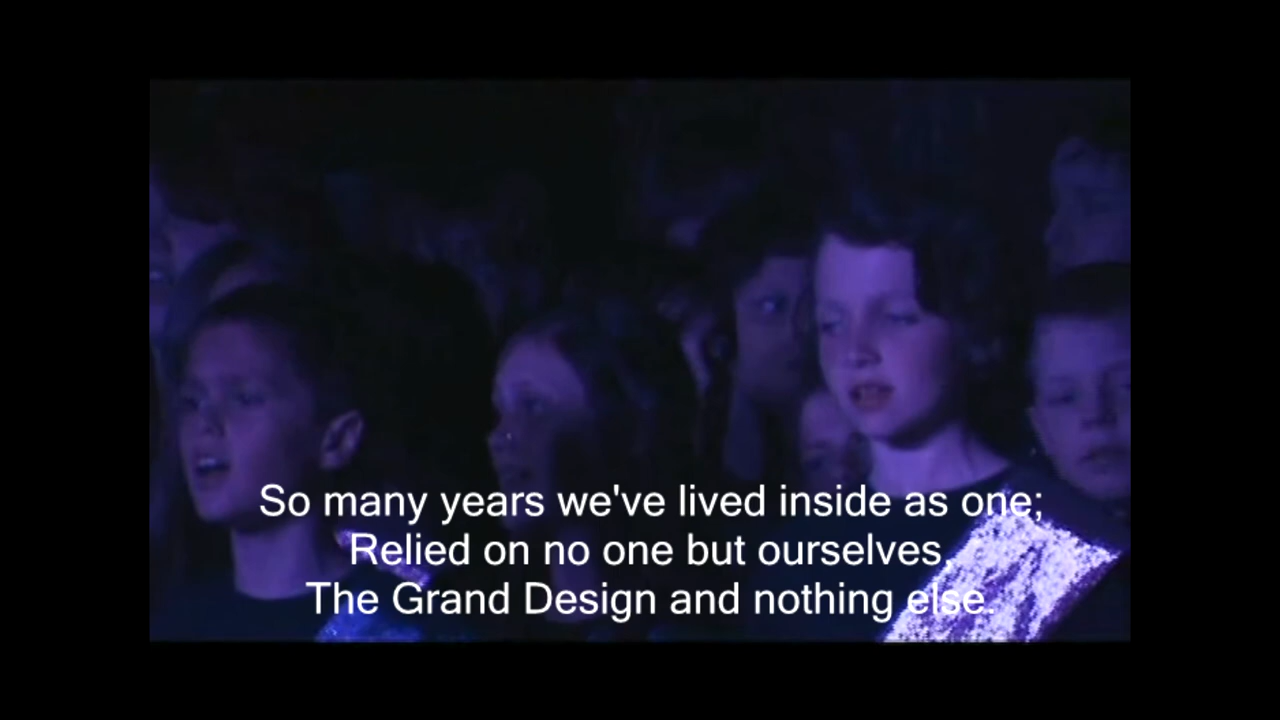 So many years we've lived inside as one;
Relied on no one but ourselves,
The Grand Design and nothing else.